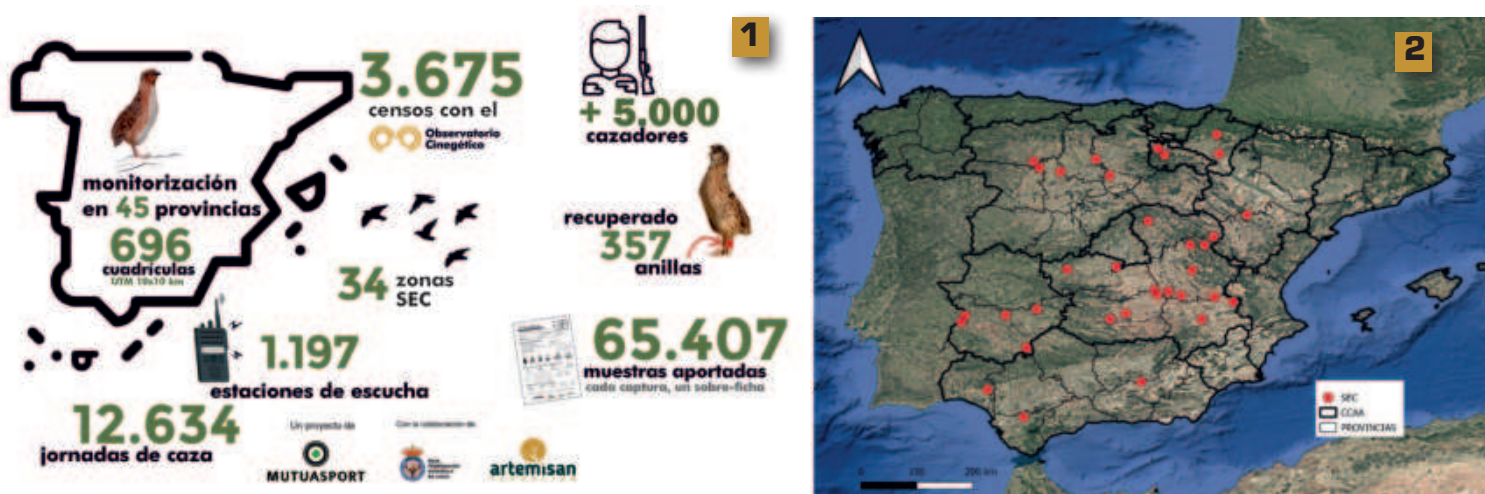 1
3.675
censos con el
Observatorio
Cinegético
+ 5,000
cazadores
monitorización
en 45 provincias
696
cuadrículas
UTM 10x10 km
34 zonas
SEC
recuperado
357
anillas
1.197
estaciones de escucha
65.407
muestras aportadas
cada captura, un sobre-ficha
12.634
jornadas de caza
Un proyecto de
MUTUASPORT
Con la colaboración de
artemisan
2
SEC
CCAA
PROVINCIAS
0 100 200 km